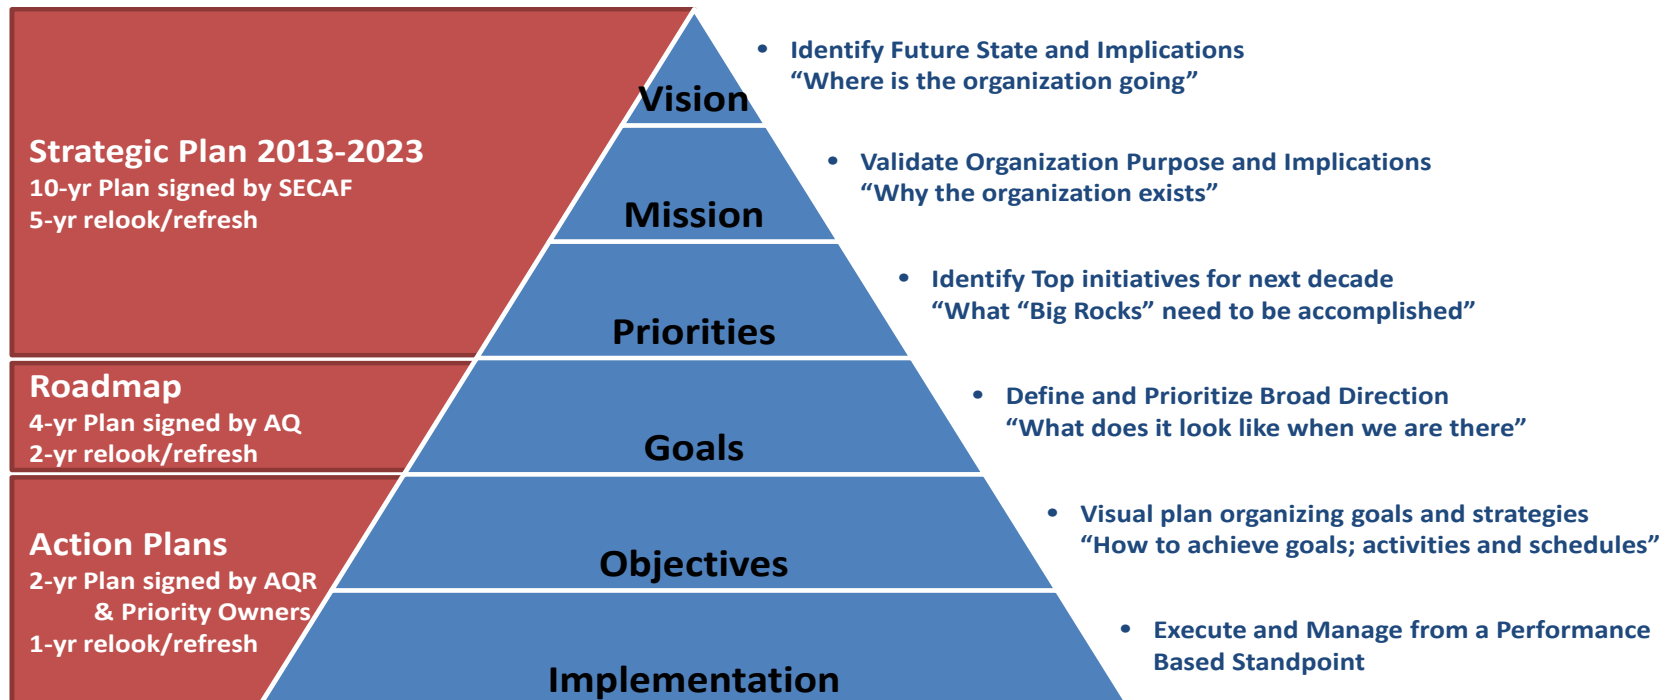 Strategic Plan 2013-2023
10-yr Plan signed by SECAF
5-yr relook/refresh
Roadmap
4-yr Plan signed by AQ
2-yr relook/refresh
Action Plans
2-yr Plan signed by AQR
& Priority Owners
1-yr relook/refresh
Vision
Mission
Priorities
Goals
Objectives
Implementation
• Identify Future State and Implications
“Where is the organization going”
• Validate Organization Purpose and Implications
“Why the organization exists”
• Identify Top initiatives for next decade
“What “Big Rocks” need to be accomplished”
• Define and Prioritize Broad Direction
“What does it look like when we are there”
• Visual plan organizing goals and strategies
“How to achieve goals; activities and schedules”
• Execute and Manage from a Performance
Based Standpoint